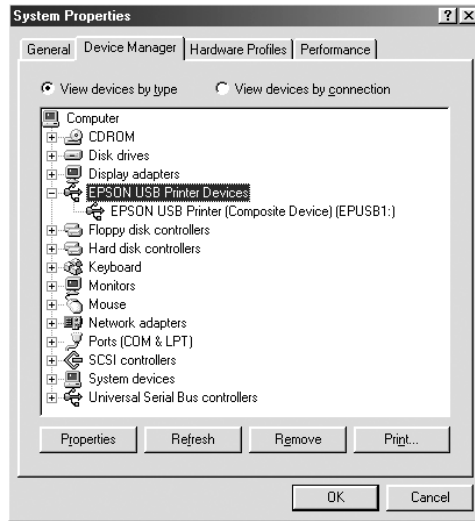 System Properties
General Device Manager Hardware Profiles Performance
View devices by type View devices by connection
Computer
CDROM
Disk drives
Display adapters
EPSON USB Printer Devices
EPSON USB Printer (Composite Device) (EPUSB1:)
Floppy disk controllers
Hard disk controllers
Keyboard
Monitors
Mouse
Network adapters
Ports (COM & LPT)
SCSI controllers
System devices
Universal Serial Bus controllers
Properties Refresh Remove Print...
OK Cancel